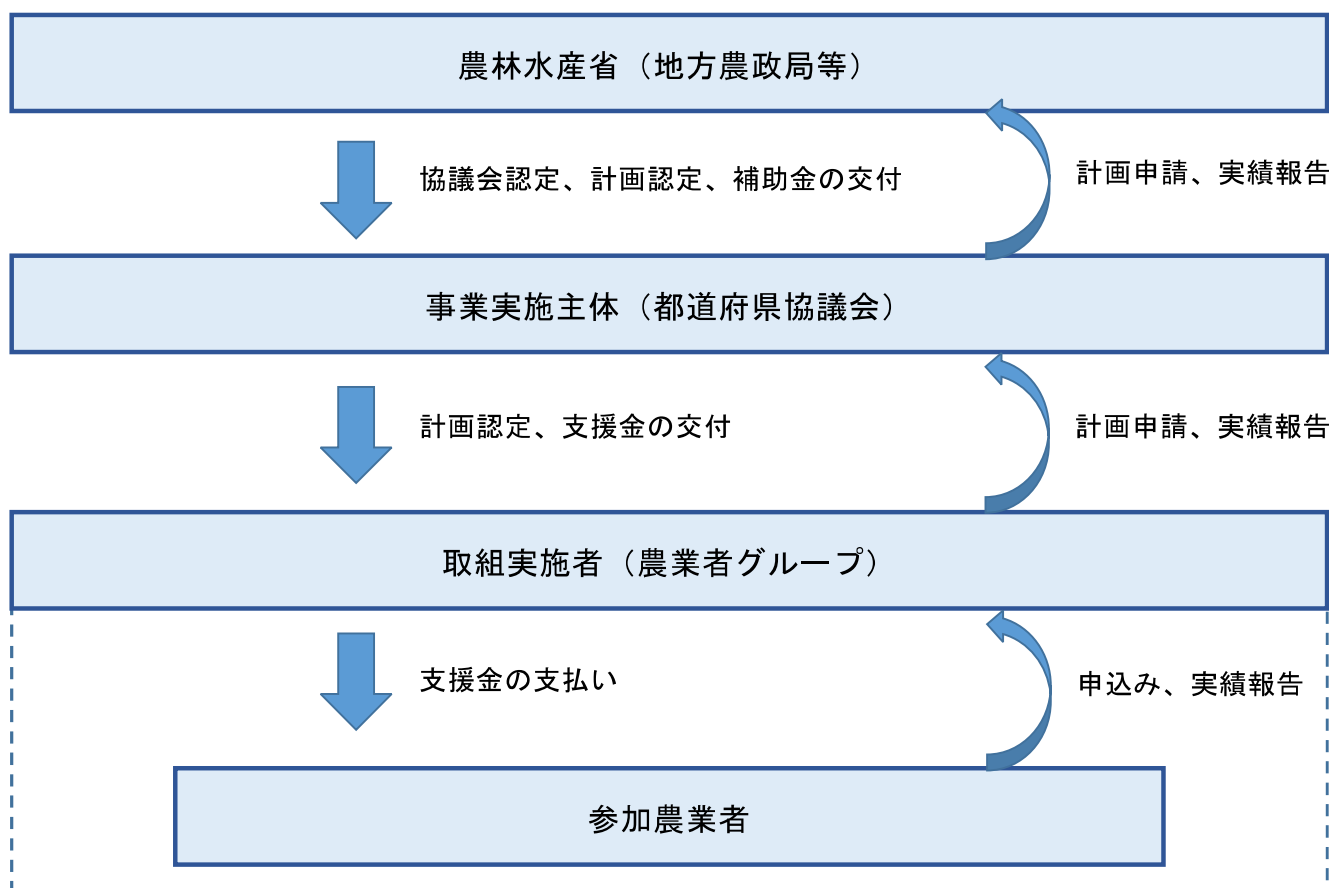 農林水産省（地方農政局等）
協議会認定、計画認定、補助金の交付
計画申請、実績報告
事業実施主体（都道府県協議会）
計画認定、支援金の交付
計画申請、実績報告
取組実施者（農業者グループ）
支援金の支払い
申込み、実績報告
参加農業者